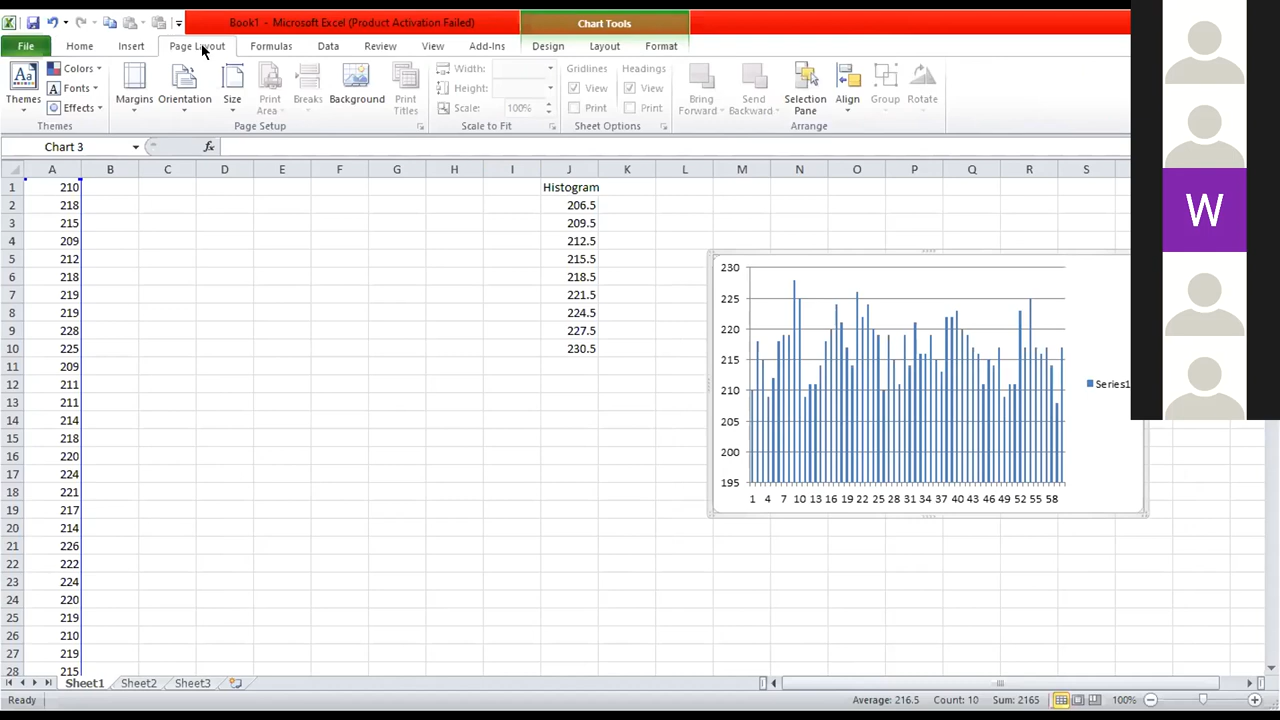 Book1 - Microsoft Excel (Product Activation Failed)
Chart Tools
File Home Insert Page Layout Formulas Data Review View Add-Ins Design Layout Format
Themes
Colors
Fonts
Effects
Themes
Margins
Orientation
Size
Print Area
Breaks
Background
Print Titles
Page Setup
Width:
Height:
Scale: 100%
Scale to Fit
Gridlines
View
Print
Headings
View
Print
Sheet Options
Bring Forward
Send Backward
Selection Pane
Align
Group
Rotate
Arrange
Chart 3
fx
A B C D E F G H I J K L M N O P Q R S
1 210 Histogram
2 218 206.5
3 215 209.5
4 209 212.5
5 212 215.5
6 218 218.5
7 219 221.5
8 219 224.5
9 228 227.5
10 225 230.5
11 209
12 211
13 211
14 214
15 218
16 220
17 224
18 221
19 217
20 214
21 226
22 222
23 224
24 220
25 219
26 210
27 219
28 215
230
225
220
215
210
205
200
195
1 4 7 10 13 16 19 22 25 28 31 34 37 40 43 46 49 52 55 58
Series1
W
Sheet1 Sheet2 Sheet3
Ready
Average: 216.5 Count: 10 Sum: 2165
100%